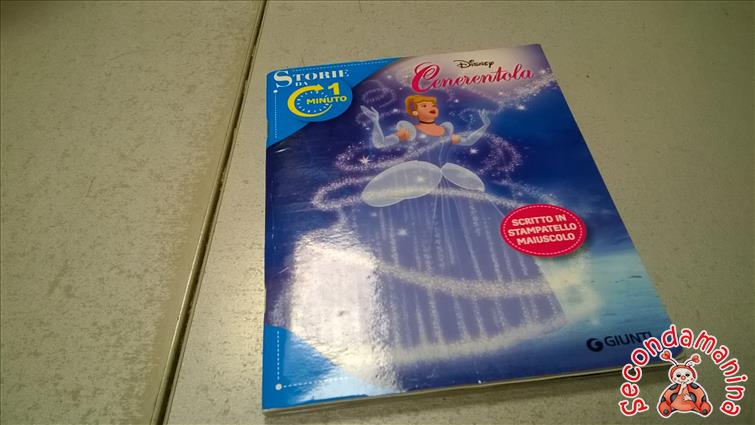 STORIE
DA
1
MINUTO
Disney
Cenerentola
SCRITTO IN
STAMPATELLO
MAIUSCOLO
GIUNTI
secondamanina